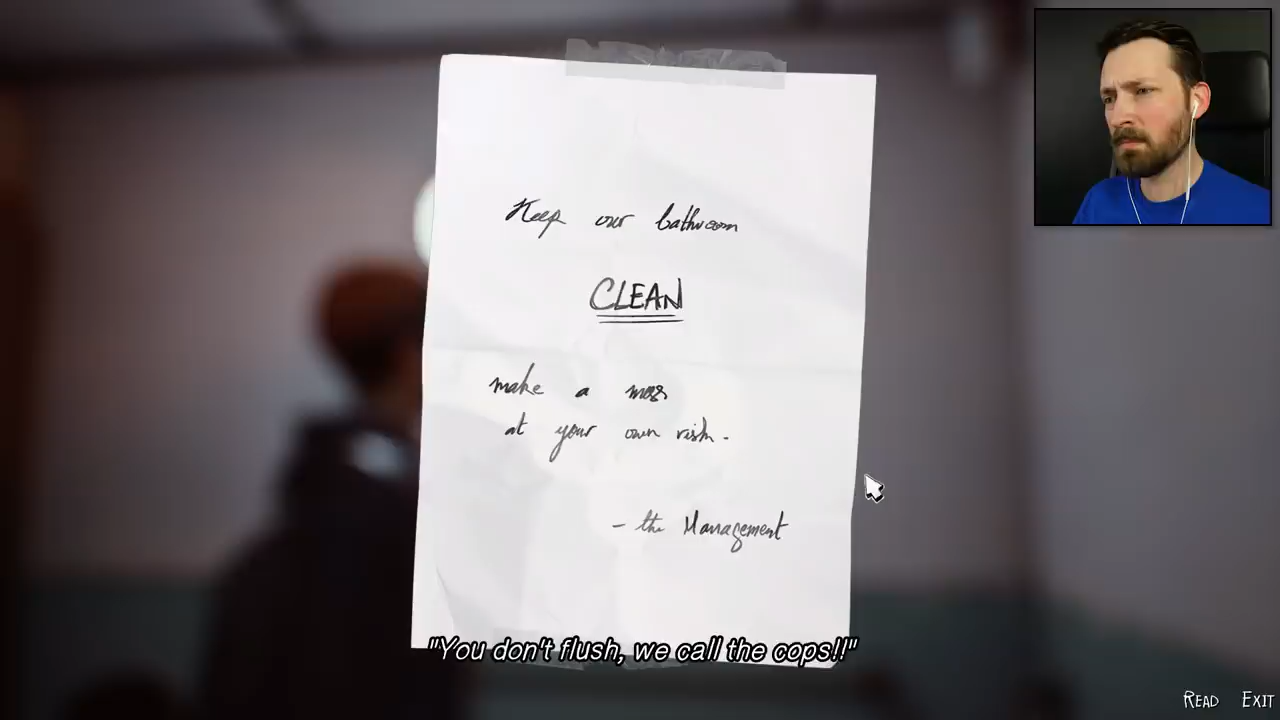 Keep our bathroom
CLEAN
make a mess
at your own risk.
- the Management
"You don't flush, we call the cops!!"
READ EXIT